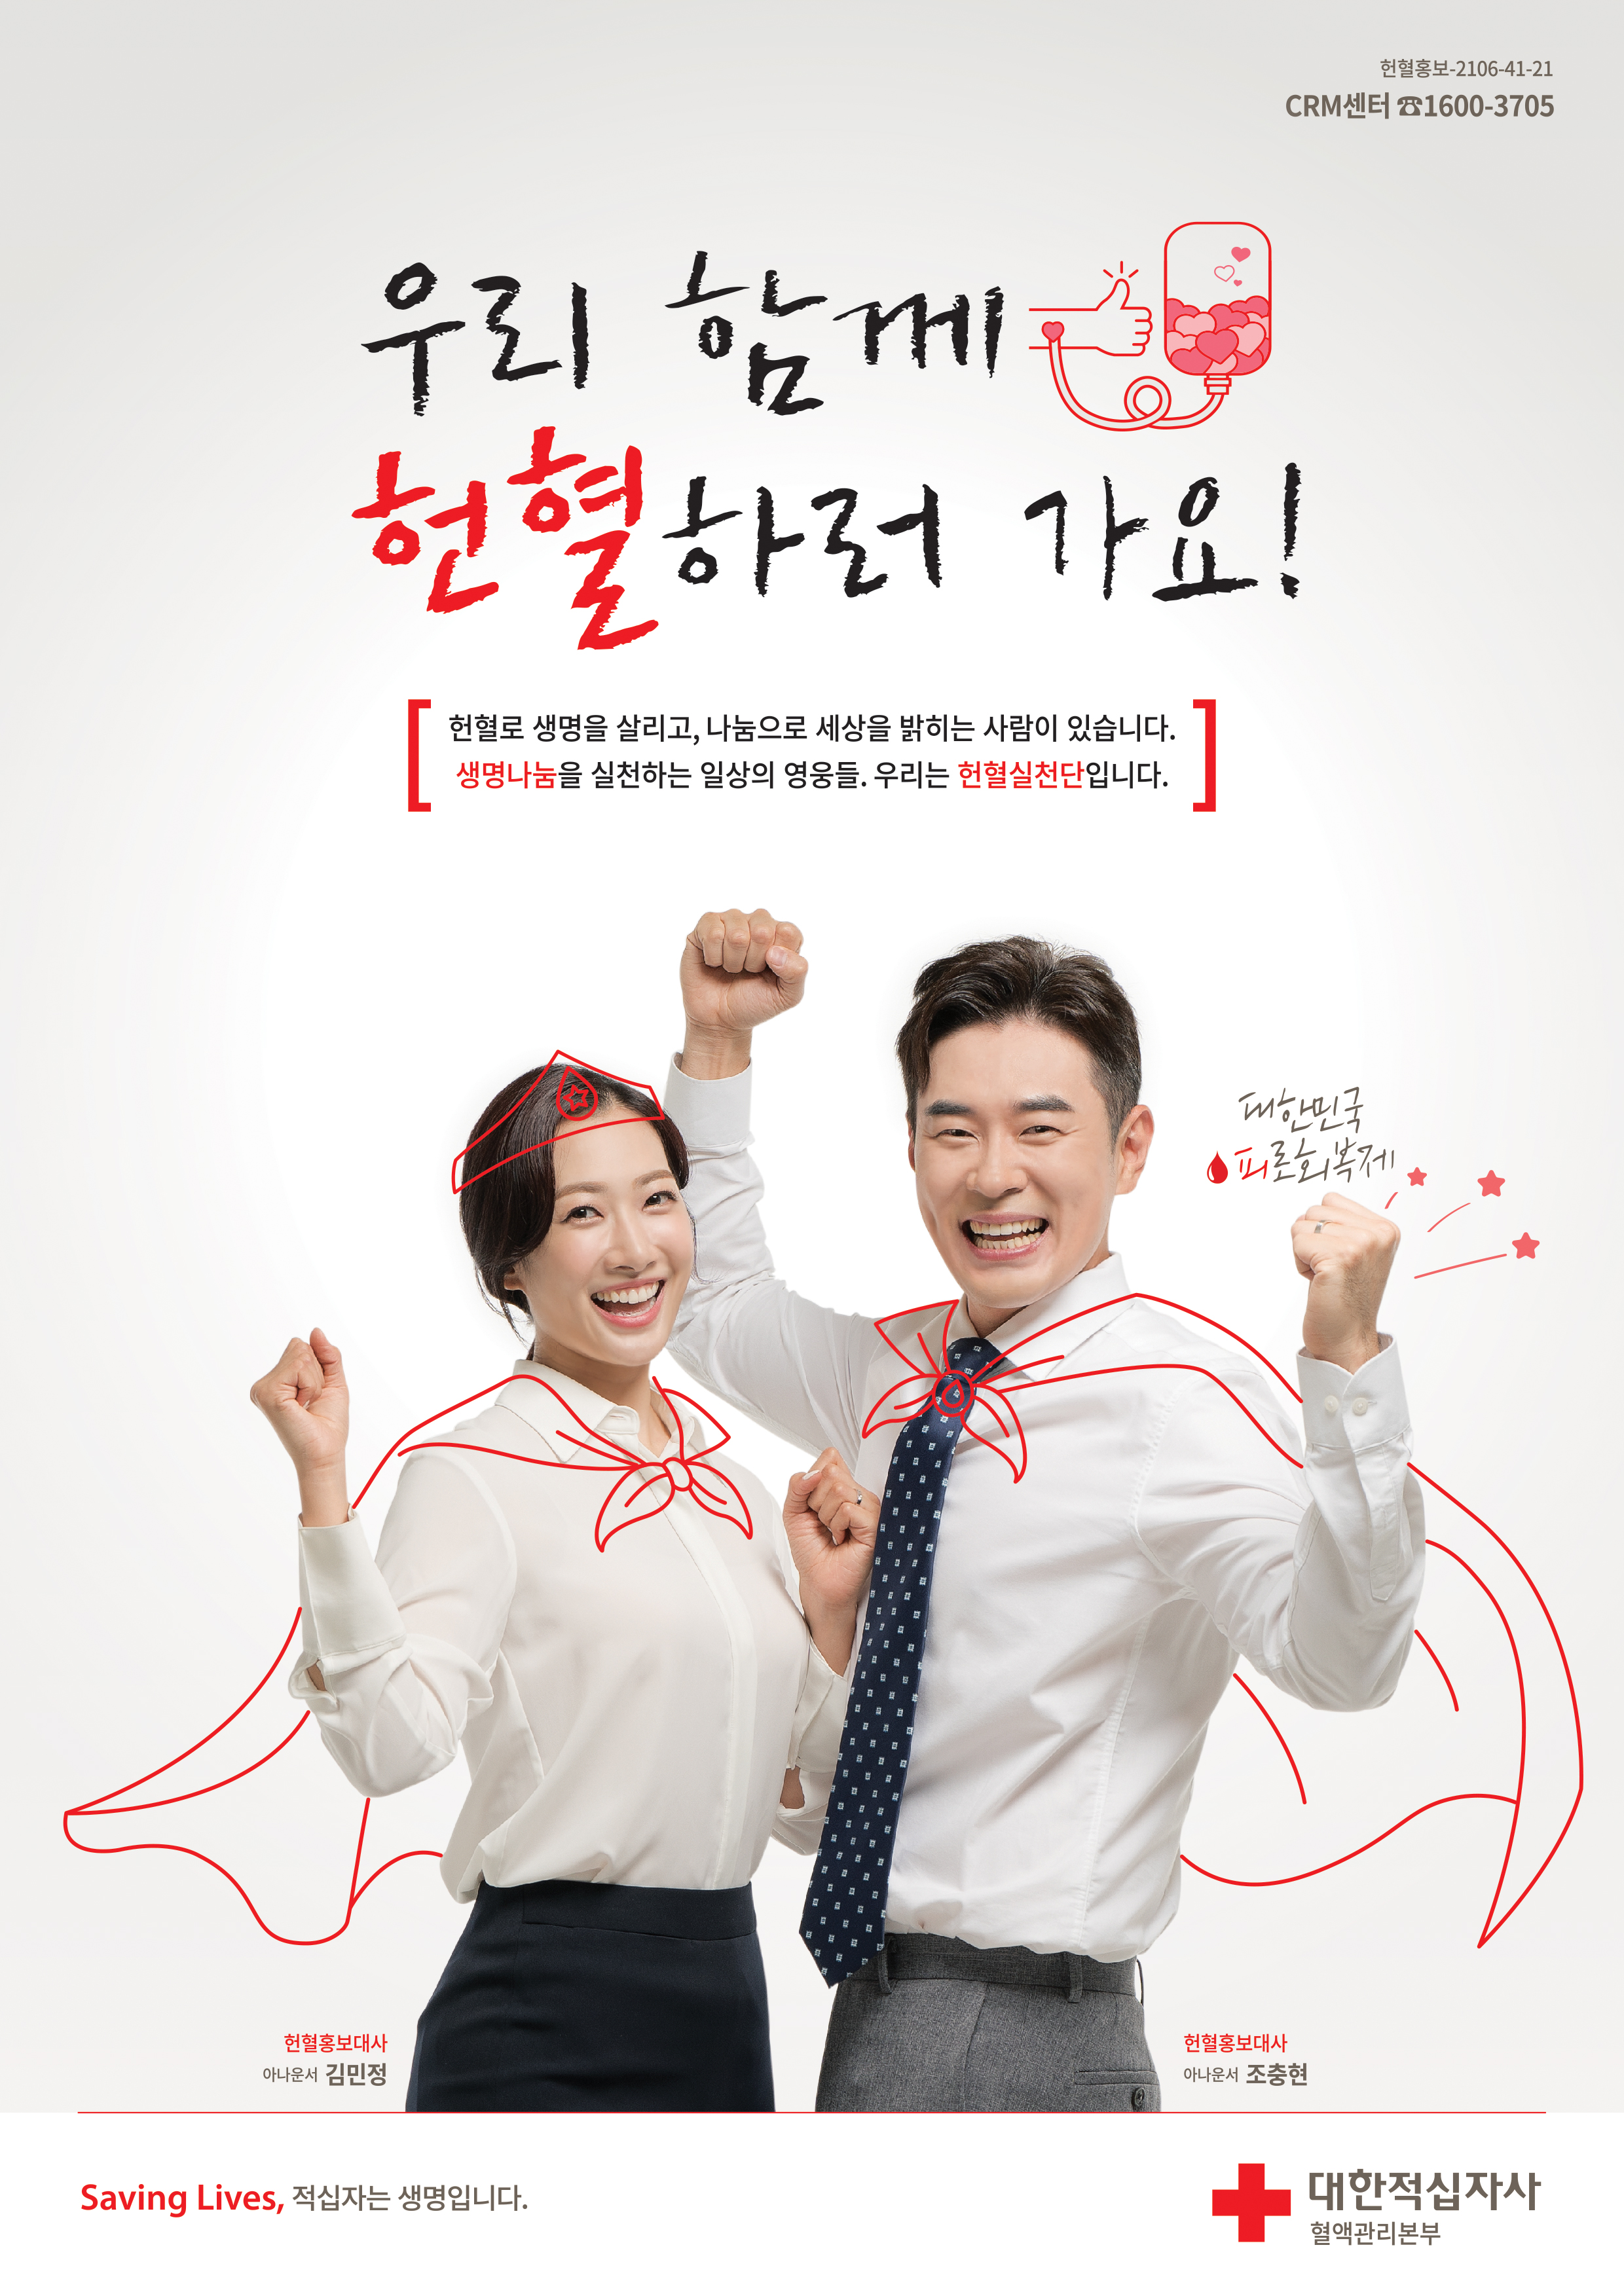 헌혈홍보-2106-41-21
CRM센터 ☎1600-3705
우리 함께
헌혈하러 가요!
헌혈로 생명을 살리고, 나눔으로 세상을 밝히는 사람이 있습니다.
생명나눔을 실천하는 일상의 영웅들. 우리는 헌혈실천단입니다.
대한민국
피로회복제
헌혈홍보대사
아나운서 김민정
헌혈홍보대사
아나운서 조충현
Saving Lives, 적십자는 생명입니다.
대한적십자사
혈액관리본부